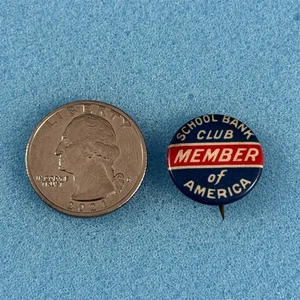 LIBERTY
IN GOD WE
TRUST
SCHOOL BANK
CLUB
MEMBER
of
AMERICA